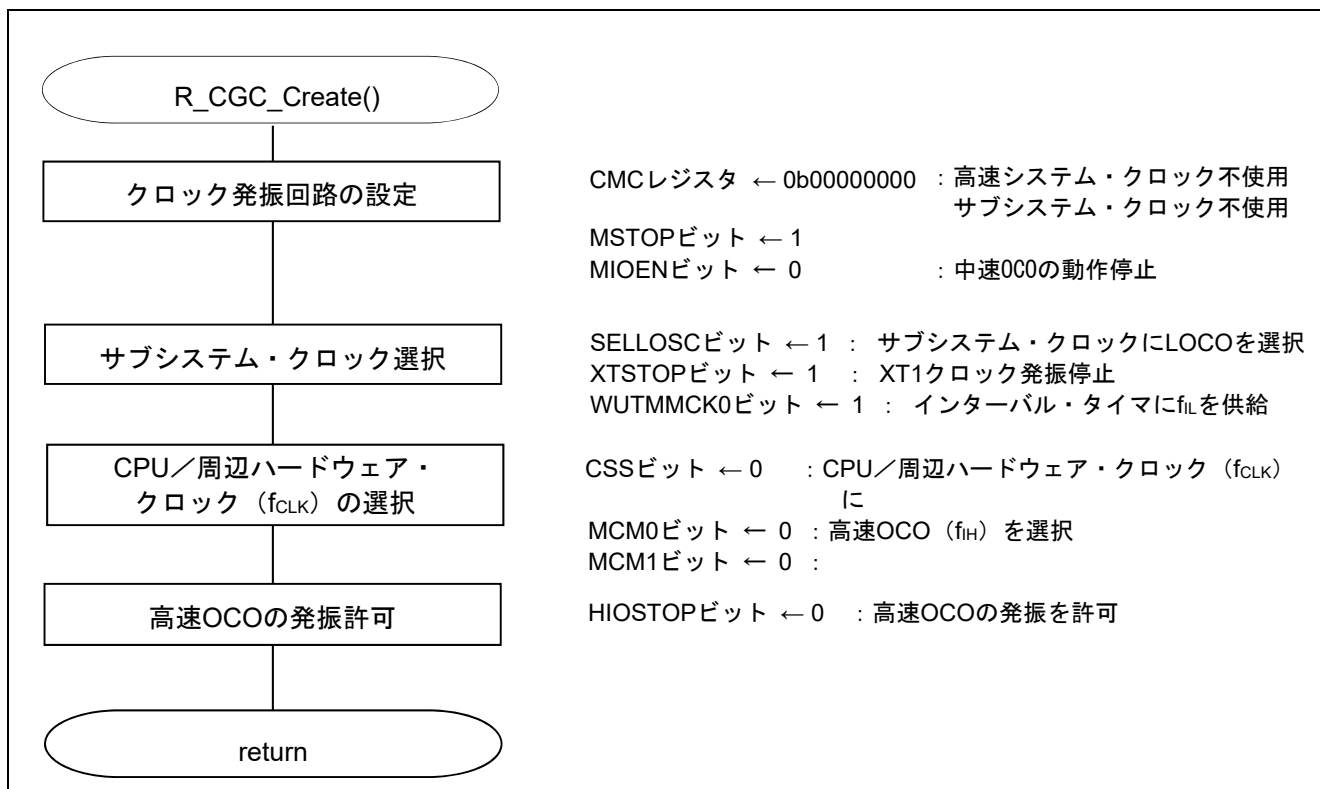 R_CGC_Create()
クロック発振回路の設定
CMCレジスタ ← 0b00000000 : 高速システム・クロック不使用
サブシステム・クロック不使用
MSTOPビット ← 1
MIOENビット ← 0 : 中速OCOの動作停止
サブシステム・クロック選択
SELLOSCビット ← 1 : サブシステム・クロックにLOCOを選択
XTSTOPビット ← 1 : XT1クロック発振停止
WUTMMCK0ビット ← 1 : インターバル・タイマにfILを供給
CPU／周辺ハードウェア・
クロック（fCLK）の選択
CSSビット ← 0 : CPU／周辺ハードウェア・クロック（fCLK）
に
MCM0ビット ← 0 : 高速OCO（fIH）を選択
MCM1ビット ← 0 :
高速OCOの発振許可
HIOSTOPビット ← 0 : 高速OCOの発振を許可
return